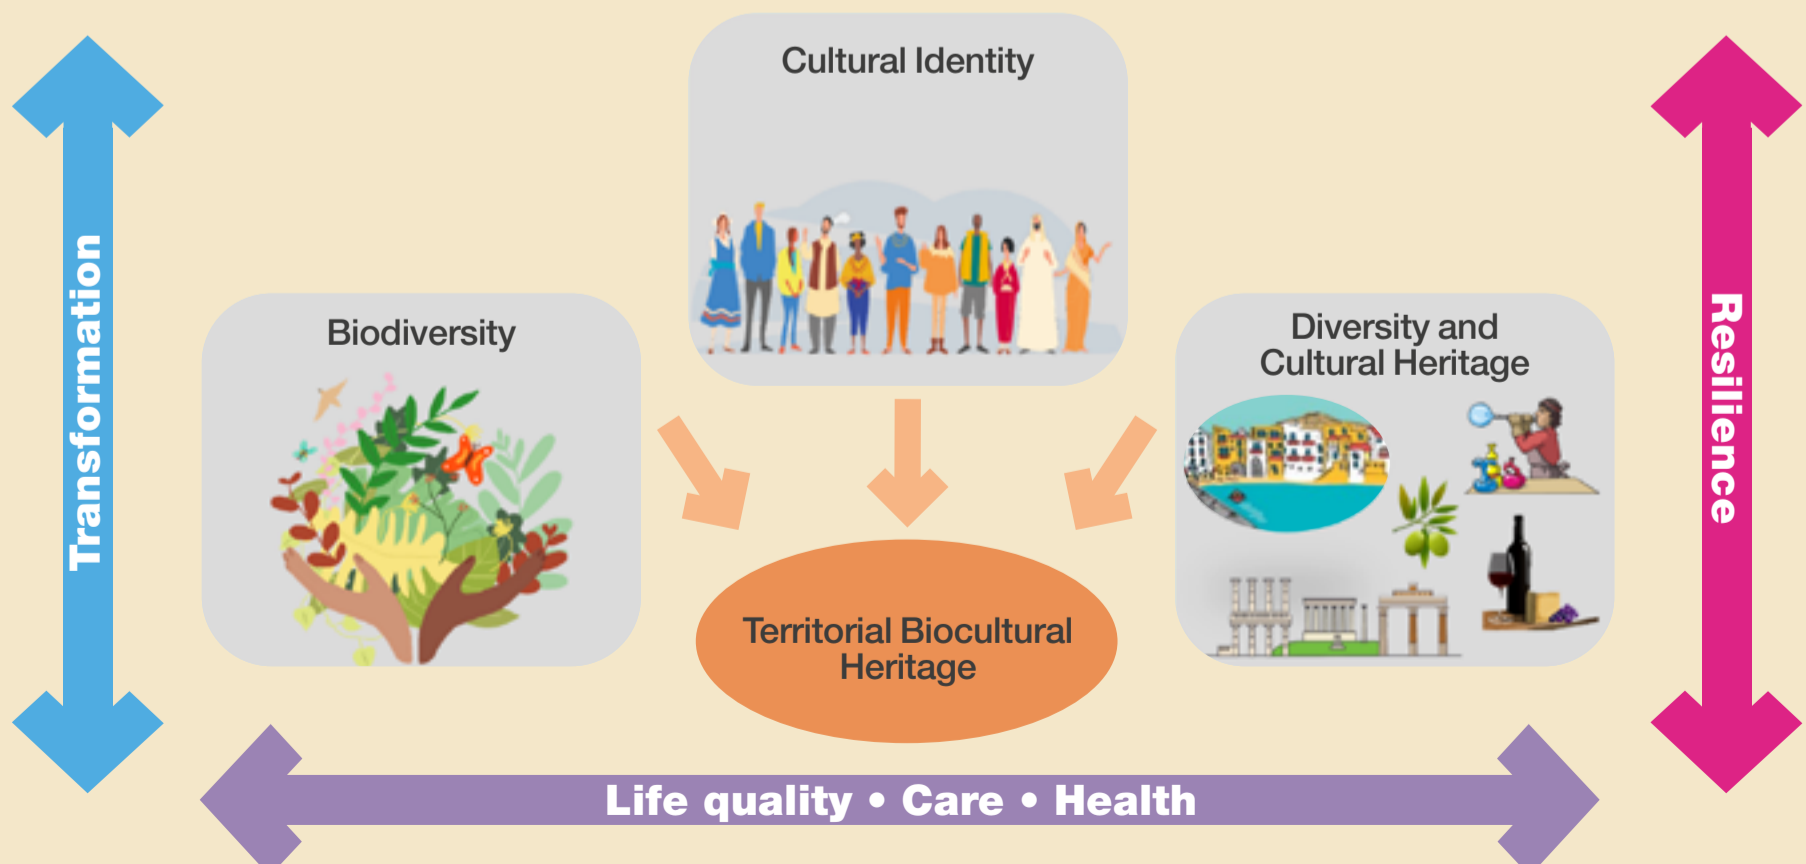 Cultural Identity
Transformation
Biodiversity
Diversity and
Cultural Heritage
Resilience
Territorial Biocultural
Heritage
Life quality • Care • Health